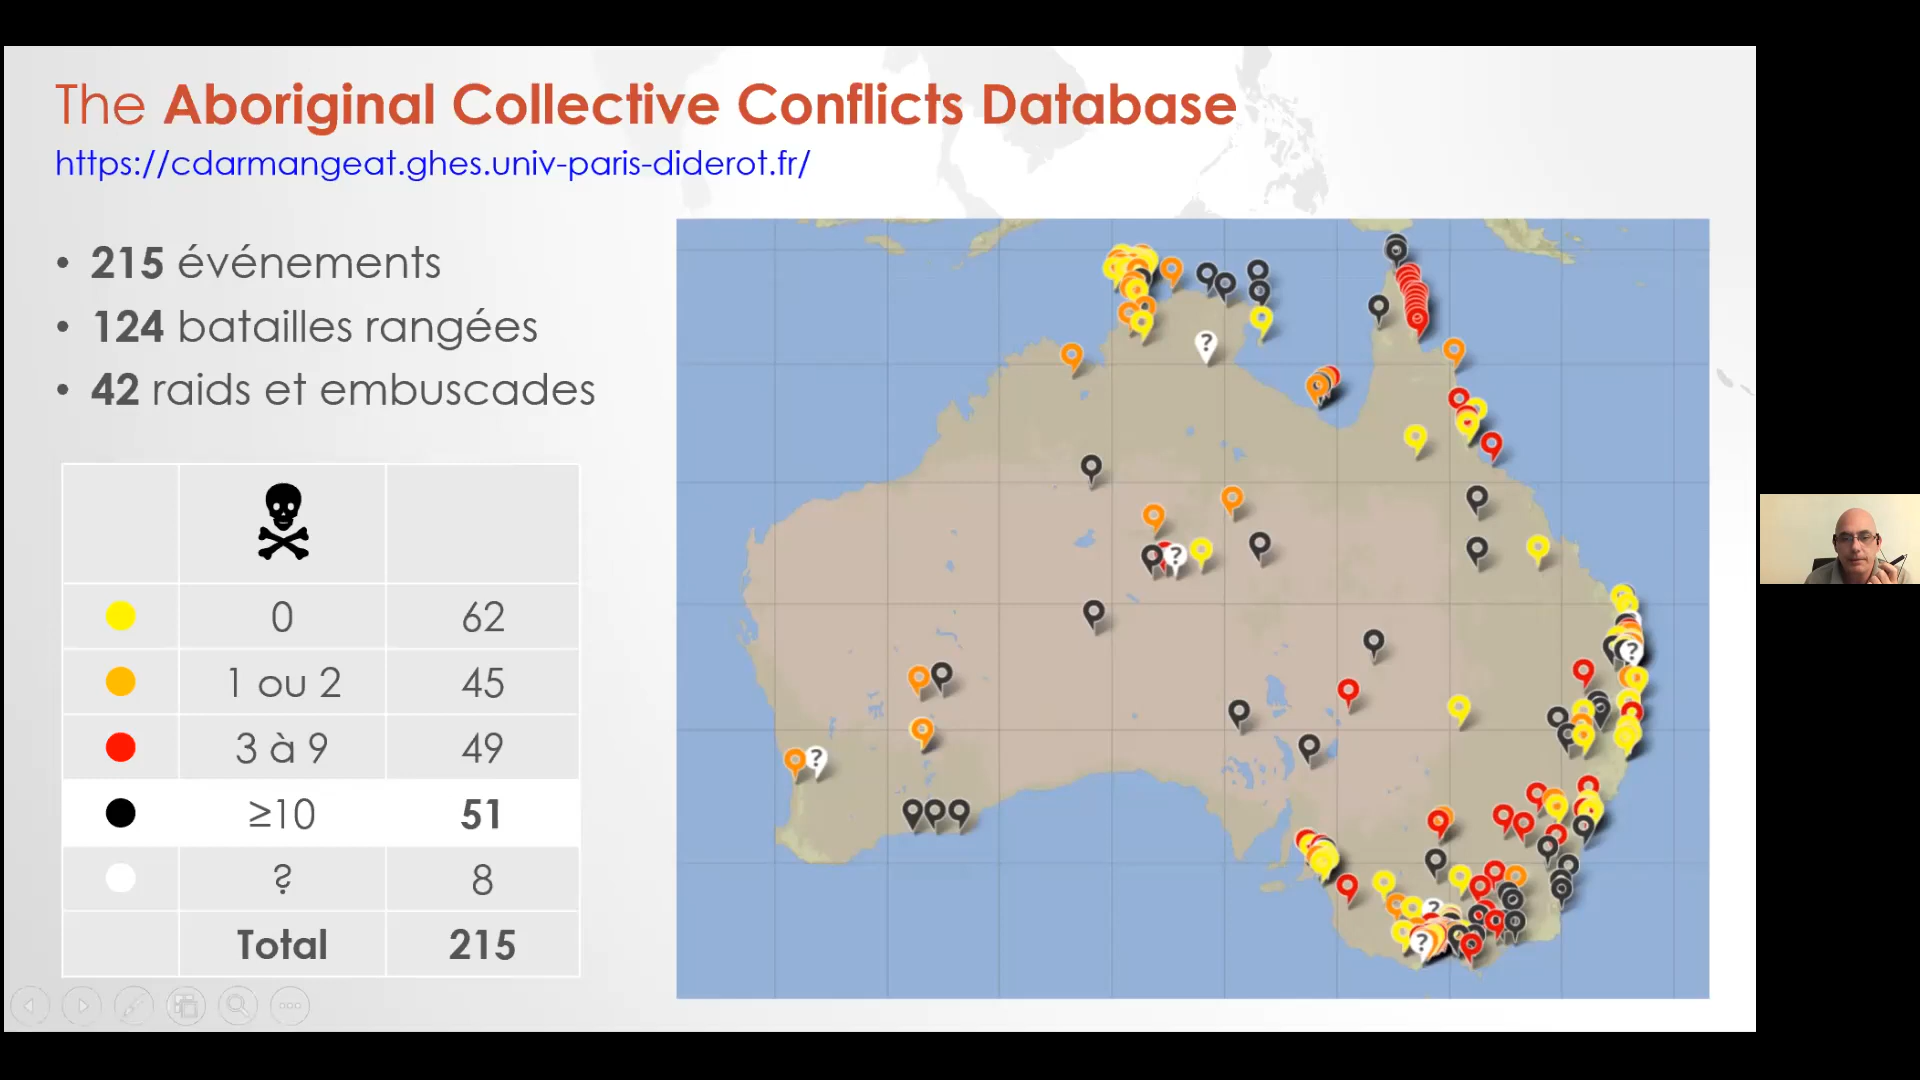 The Aboriginal Collective Conflicts Database
https://cdarmangeat.ghes.univ-paris-diderot.fr/
• 215 événements
• 124 batailles rangées
• 42 raids et embuscades
0 62
1 ou 2 45
3 à 9 49
≥10 51
? 8
Total 215
?
?
?
?
?
?
?